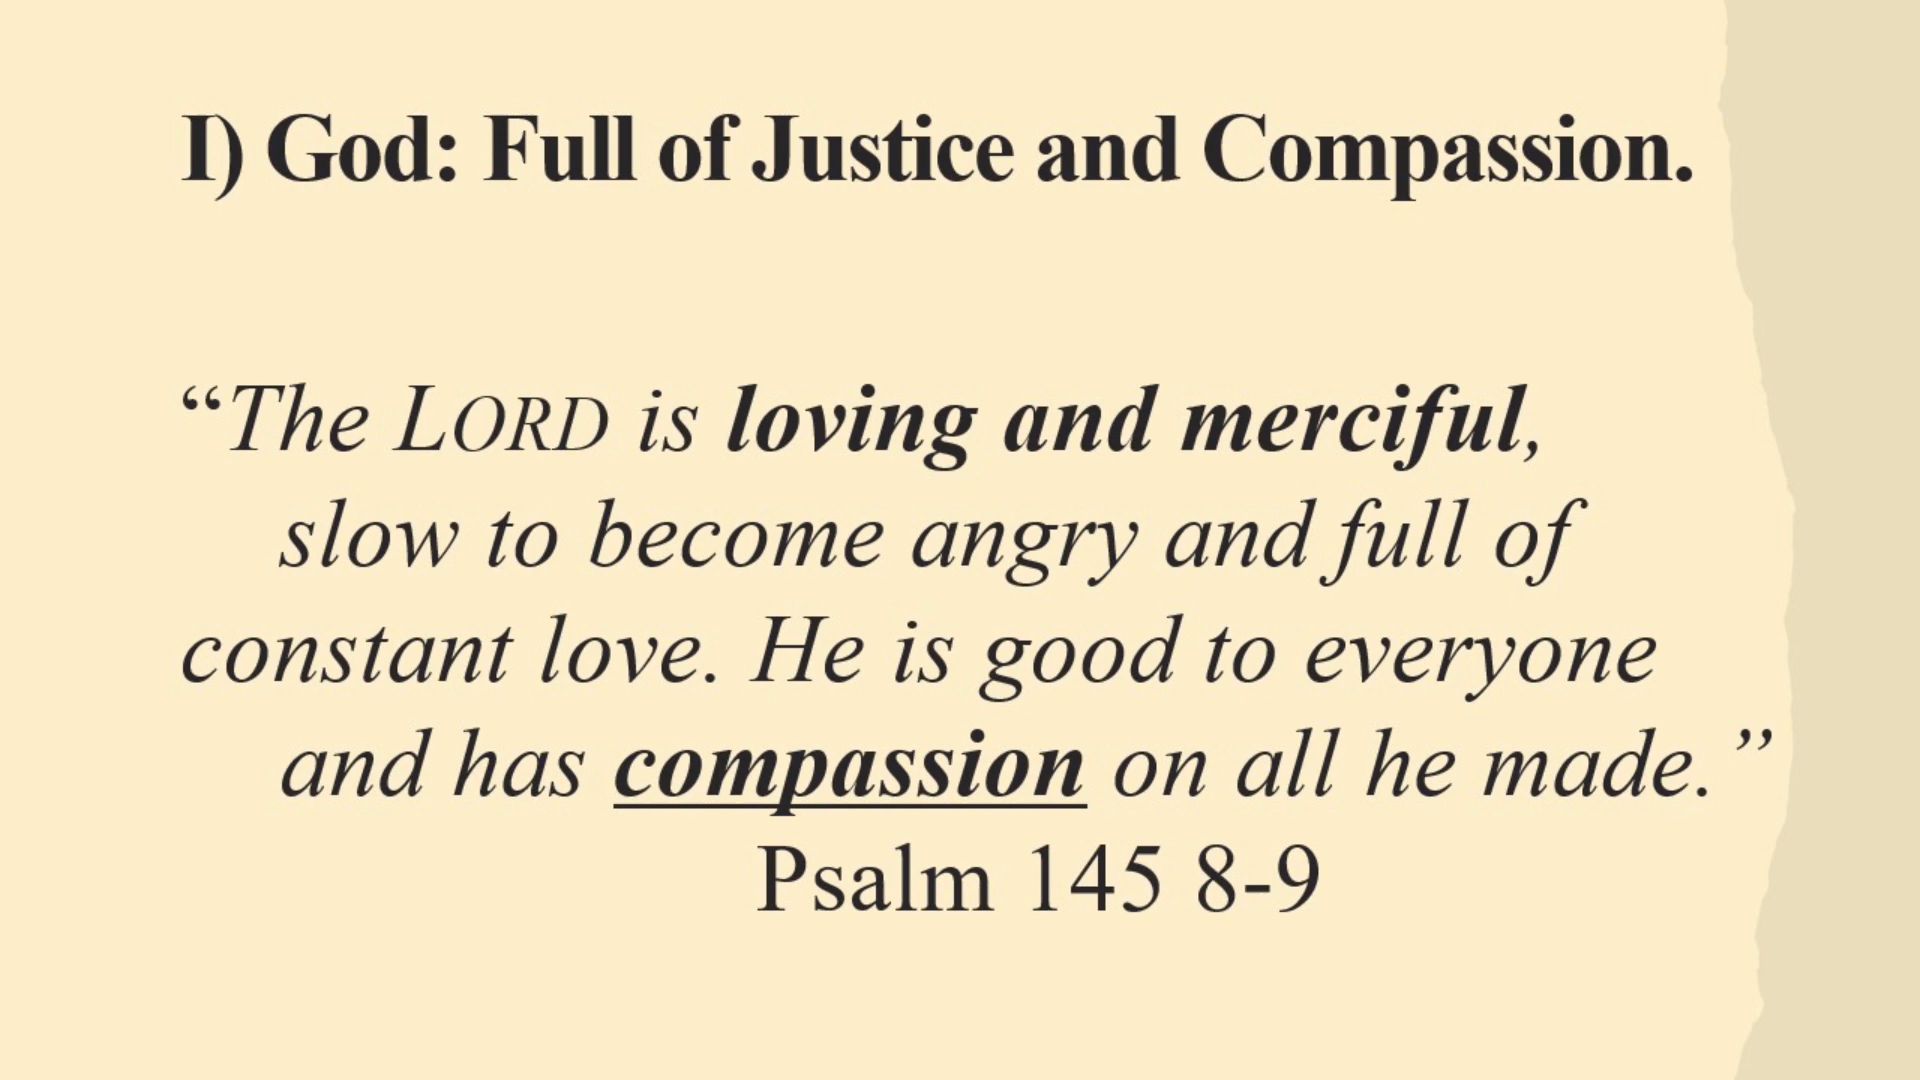 I) God: Full of Justice and Compassion.
“The LORD is loving and merciful,
slow to become angry and full of
constant love. He is good to everyone
and has compassion on all he made.”
Psalm 145 8-9